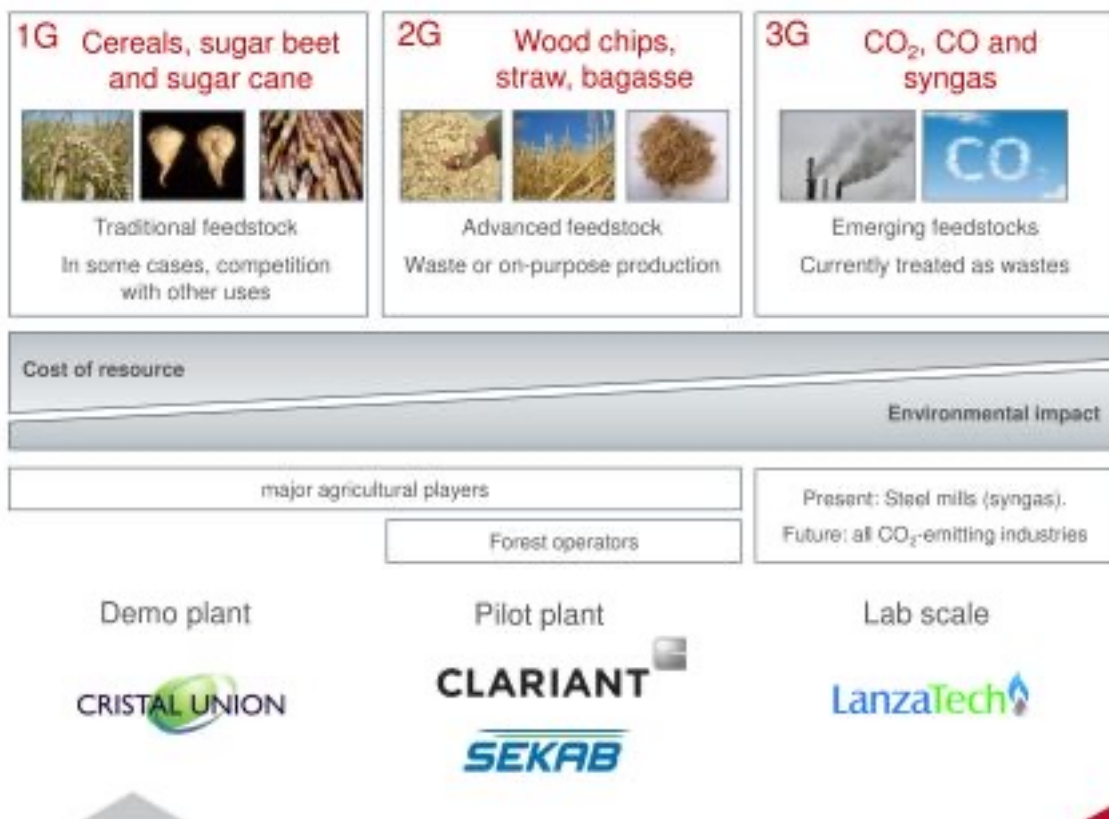 1G Cereals, sugar beet
and sugar cane
Traditional feedstock
In some cases, competition
with other uses
2G Wood chips,
straw, bagasse
Advanced feedstock
Waste or on-purpose production
3G CO₂, CO and
syngas
CO₂
Emerging feedstocks
Currently treated as wastes
Cost of resource
Environmental impact
major agricultural players
Forest operators
Present: Steel mills (syngas).
Future: all CO₂-emitting industries
Demo plant
CRISTAL UNION
Pilot plant
CLARIANT
SEKAB
Lab scale
LanzaTech